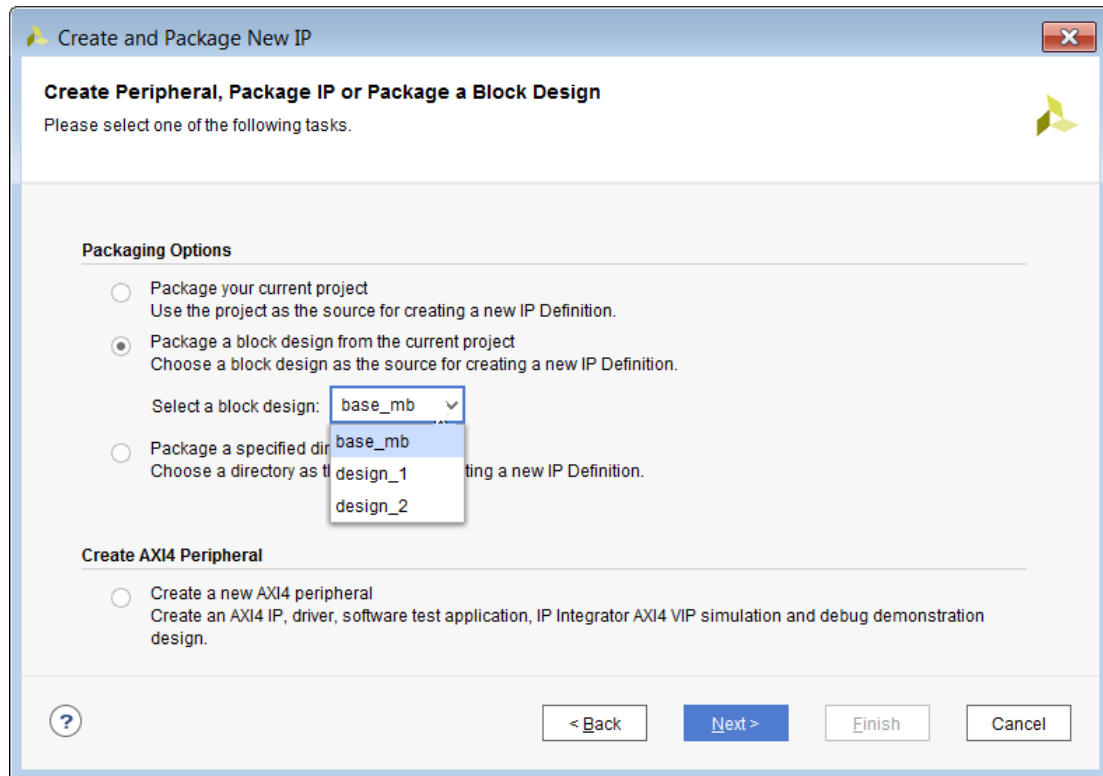 Create and Package New IP
Create Peripheral, Package IP or Package a Block Design
Please select one of the following tasks.
Packaging Options
Package your current project
Use the project as the source for creating a new IP Definition.
Package a block design from the current project
Choose a block design as the source for creating a new IP Definition.
Select a block design: base_mb
base_mb
design_1
design_2
Package a specified
Choose a directory as ting a new IP Definition.
Create AXI4 Peripheral
Create a new AXI4 peripheral
Create an AXI4 IP, driver, software test application, IP Integrator AXI4 VIP simulation and debug demonstration
design.
?
< Back
Next >
Finish
Cancel